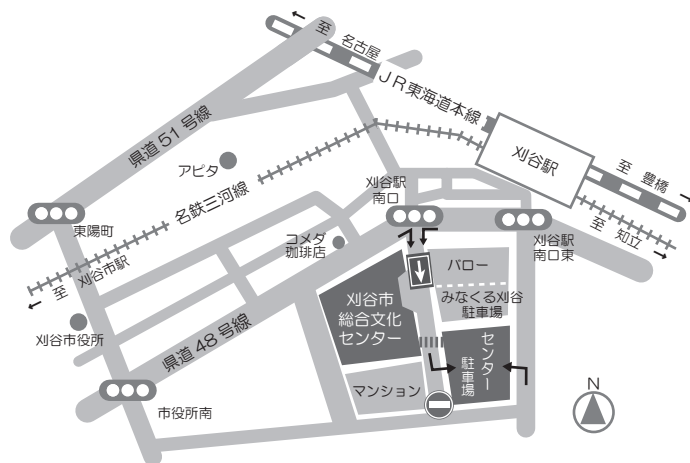 至 名古屋
JR東海道本線
県道51号線
アピタ
刈谷駅
至 豊橋
名鉄三河線
刈谷駅
南口
東陽町
至 知立
コメダ
珈琲店
刈谷駅
南口東
至 刈谷市駅
バロー
みなくる刈谷
駐車場
刈谷市
総合文化
センター
刈谷市役所
県道48号線
センター
駐車場
マンション
市役所南
N